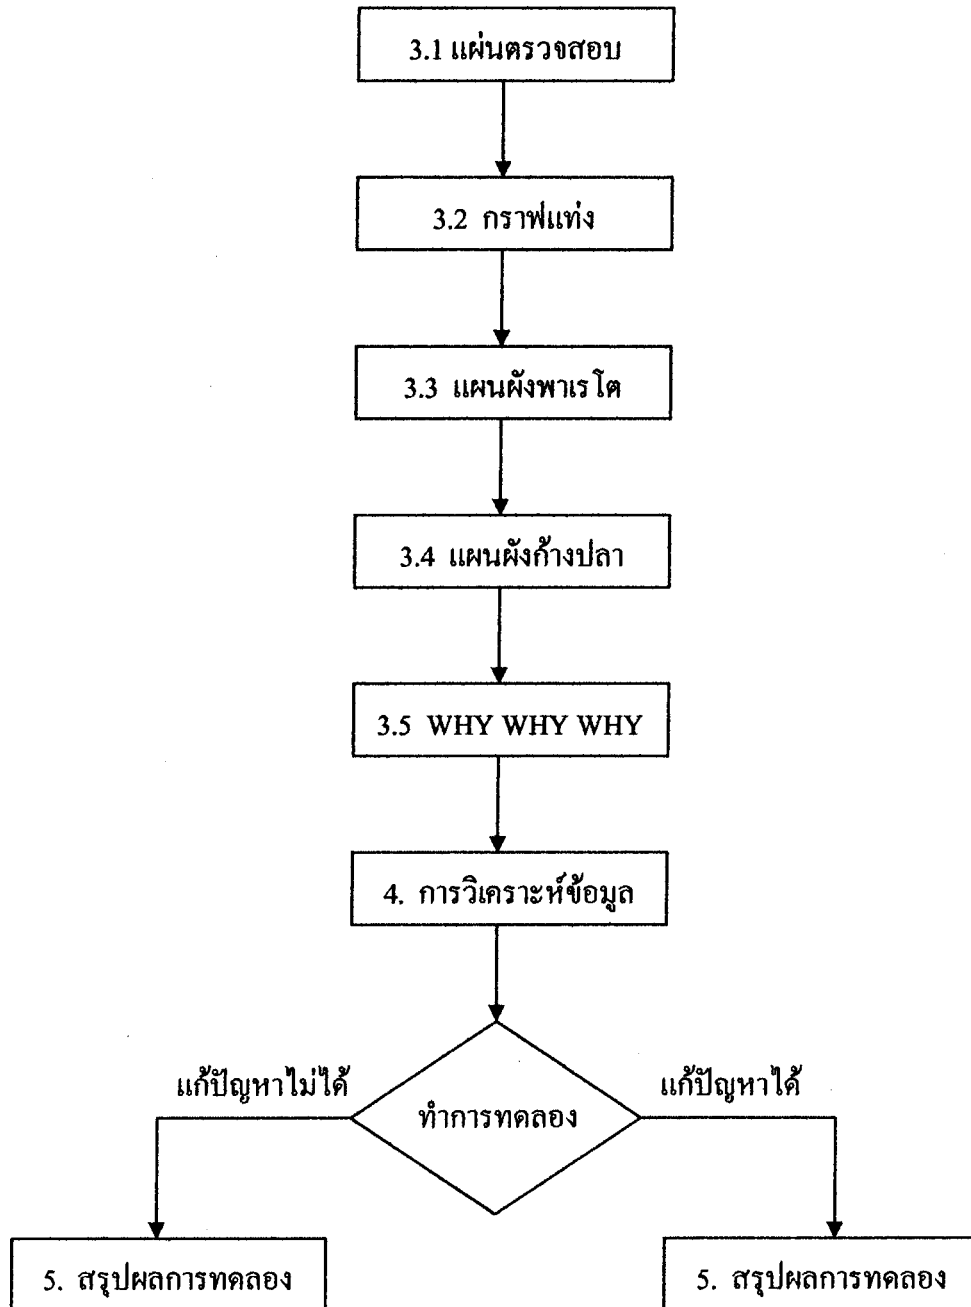 3.1 แผ่นตรวจสอบ
3.2 กราฟแท่ง
3.3 แผนผังพาเรโต
3.4 แผนผังก้างปลา
3.5 WHY WHY WHY
4. การวิเคราะห์ข้อมูล
แก้ปัญหาไม่ได้
แก้ปัญหาได้
ทำการทดลอง
5. สรุปผลการทดลอง
5. สรุปผลการทดลอง